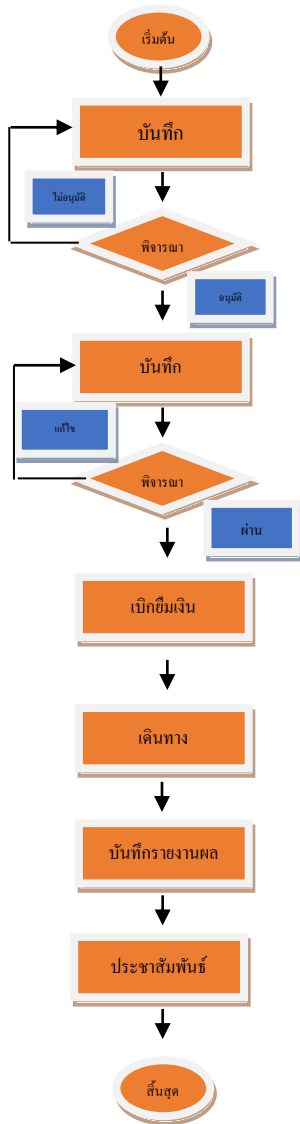 เริ่มต้น
บันทึก
ไม่อนุมัติ
พิจารณา
อนุมัติ
บันทึก
แก้ไข
พิจารณา
ผ่าน
เบิกยืมเงิน
เดินทาง
บันทึกรายงานผล
ประชาสัมพันธ์
สิ้นสุด